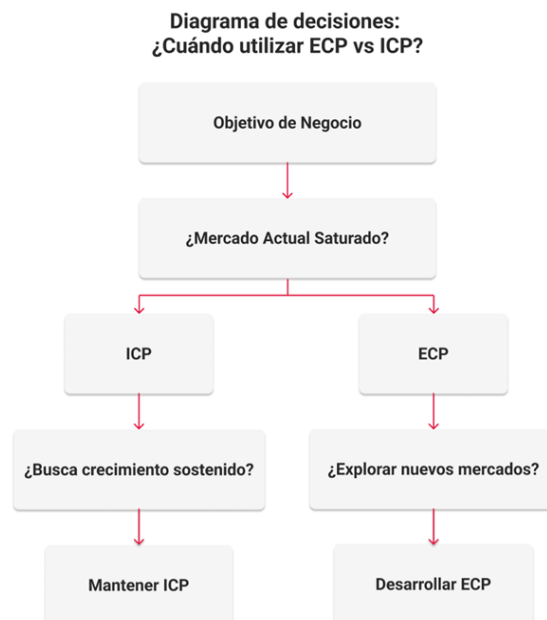 Diagrama de decisiones:
¿Cuándo utilizar ECP vs ICP?
Objetivo de Negocio
¿Mercado Actual Saturado?
ICP
ECP
¿Busca crecimiento sostenido?
¿Explorar nuevos mercados?
Mantener ICP
Desarrollar ECP